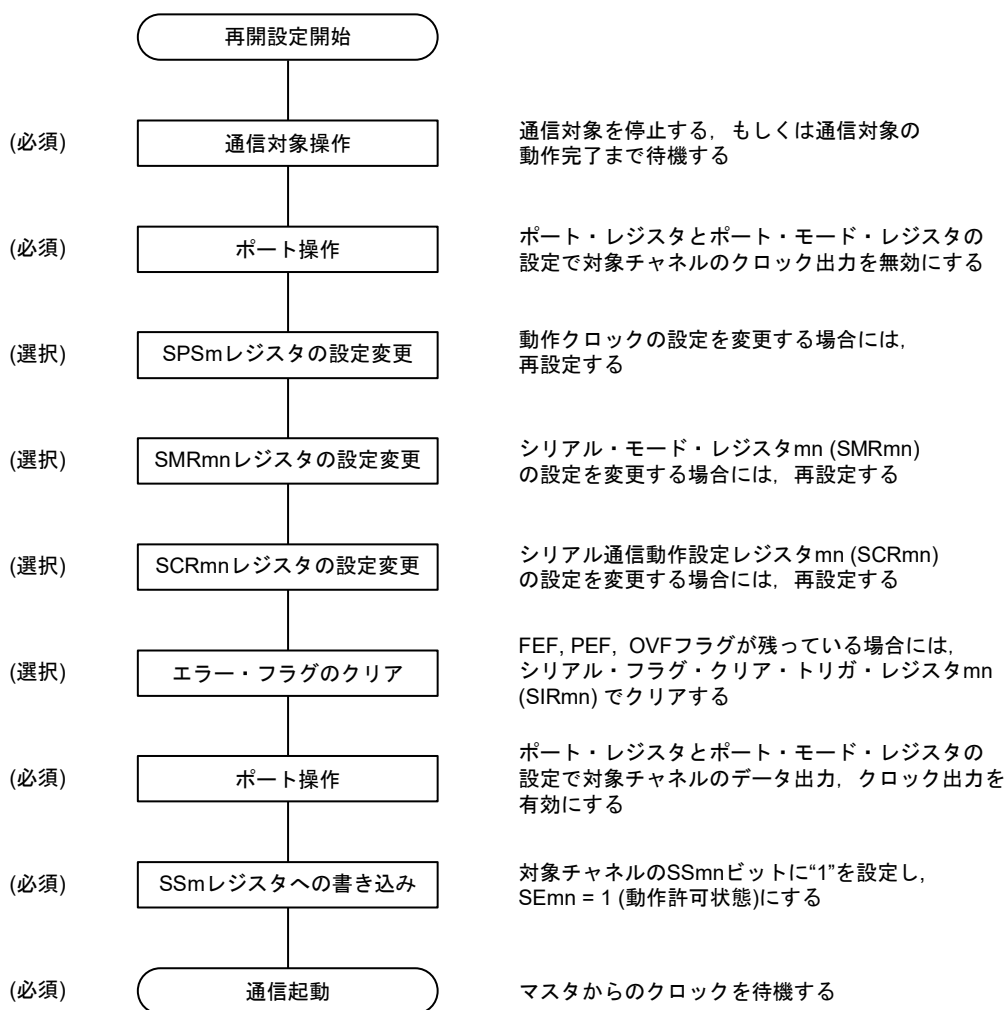 再開設定開始
(必須)
通信対象操作
通信対象を停止する，もしくは通信対象の
動作完了まで待機する
(必須)
ポート・操作
ポート・レジスタとポート・モード・レジスタの
設定で対象チャネルのクロック出力を無効にする
(選択)
SPSmレジスタの設定変更
動作クロックの設定を変更する場合には，
再設定する
(選択)
SMRmnレジスタの設定変更
シリアル・モード・レジスタmn (SMRmn)
の設定を変更する場合には，再設定する
(選択)
SCRmnレジスタの設定変更
シリアル通信動作設定レジスタmn (SCRmn)
の設定を変更する場合には，再設定する
(選択)
エラー・フラグのクリア
FEF, PEF，OVFフラグが残っている場合には，
シリアル・フラグ・クリア・トリガ・レジスタmn
(SIRmn) でクリアする
(必須)
ポート操作
ポート・レジスタとポート・モード・レジスタの
設定で対象チャネルのデータ出力，クロック出力を
有効にする
(必須)
SSmレジスタへの書き込み
対象チャネルのSSmnビットに“1”を設定し，
SEmn = 1 (動作許可状態)にする
(必須)
通信起動
マスタからのクロックを待機する